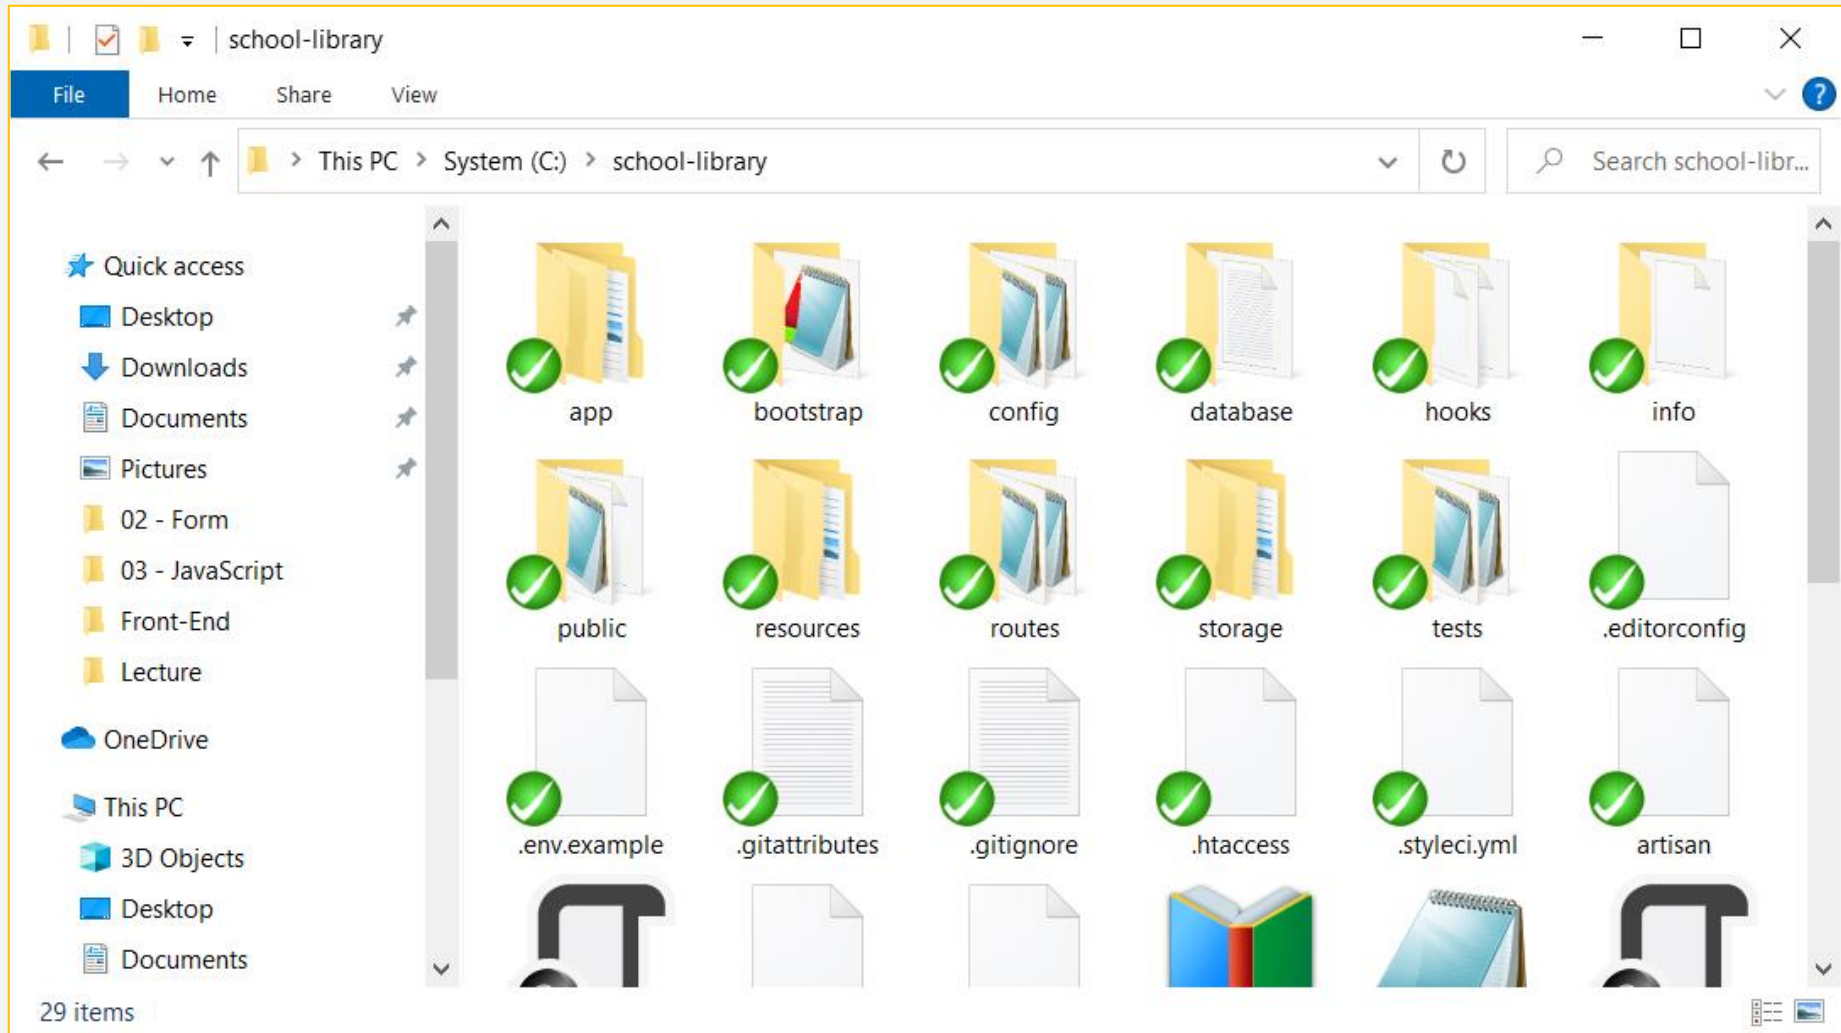 school-library
File Home Share View ?
This PC > System (C:) > school-library Search school-libr...
Quick access
Desktop
Downloads
Documents
Pictures
02 - Form
03 - JavaScript
Front-End
Lecture
OneDrive
This PC
3D Objects
Desktop
Documents
app bootstrap config database hooks info
public resources routes storage tests .editorconfig
.env.example .gitattributes .gitignore .htaccess .styleci.yml artisan
29 items